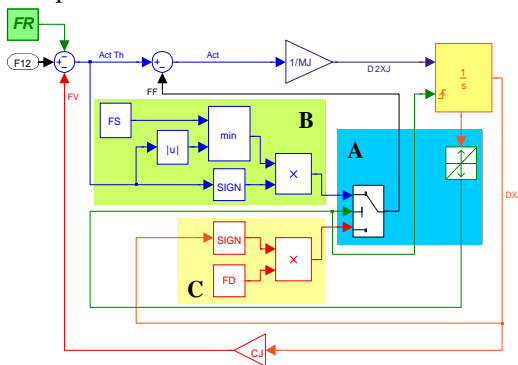 FR
F12
Act Th
Act
1/MJ
D2XJ
1
s
FV
FF
FS
min
B
|u|
SIGN
×
A
SIGN
×
FD
C
DX
CJ